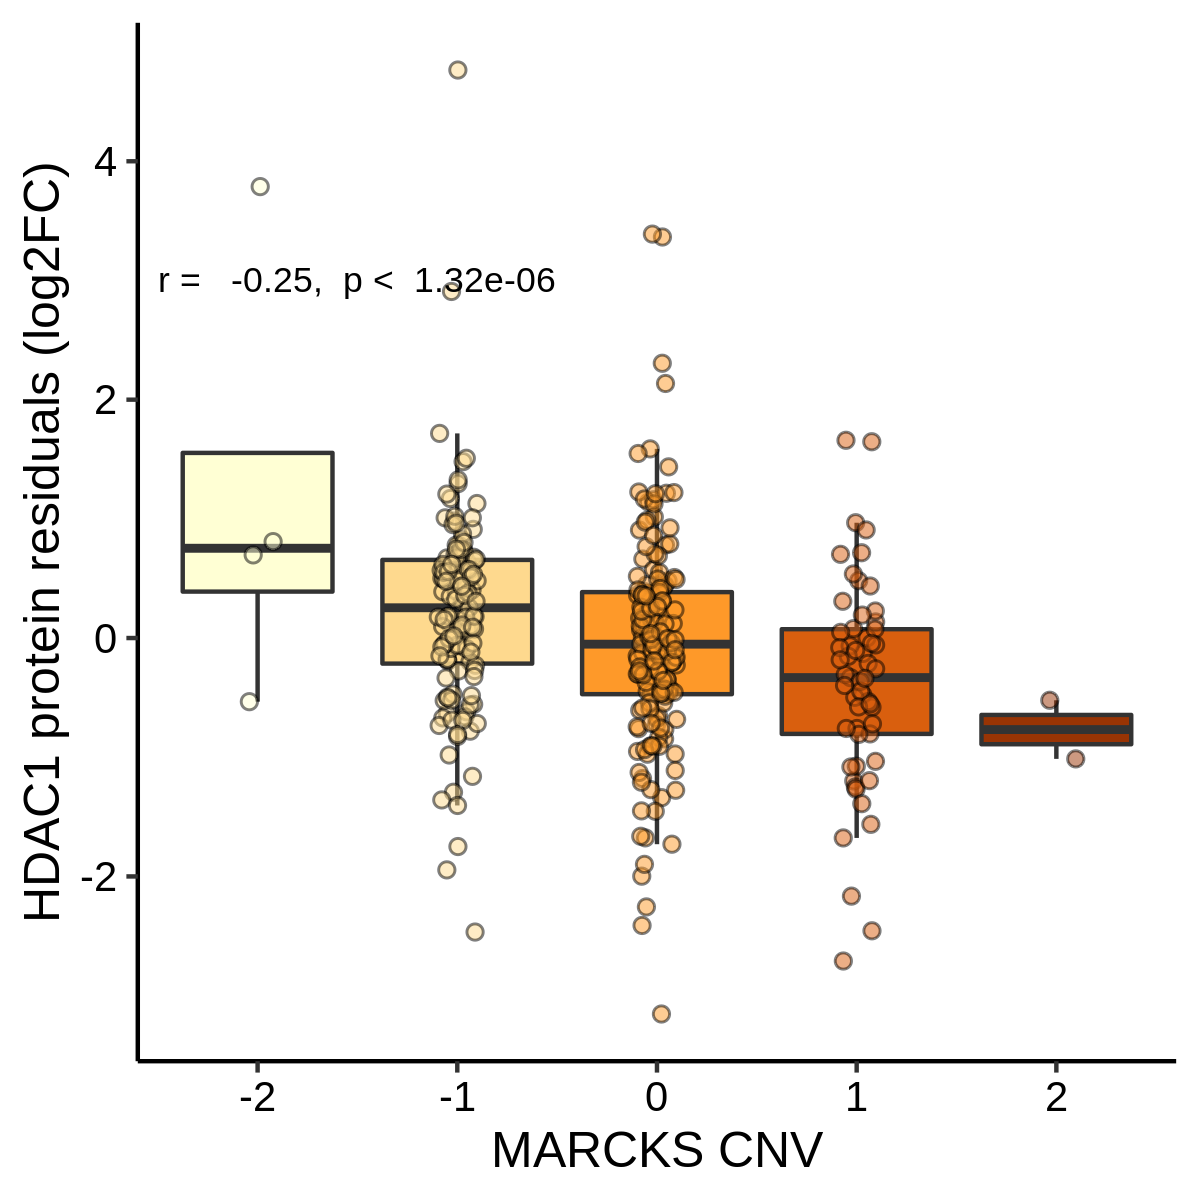 HDAC1 protein residuals (log2FC)
4
2
0
-2
r = -0.25, p < 1.32e-06
-2 -1 0 1 2
MARCKS CNV